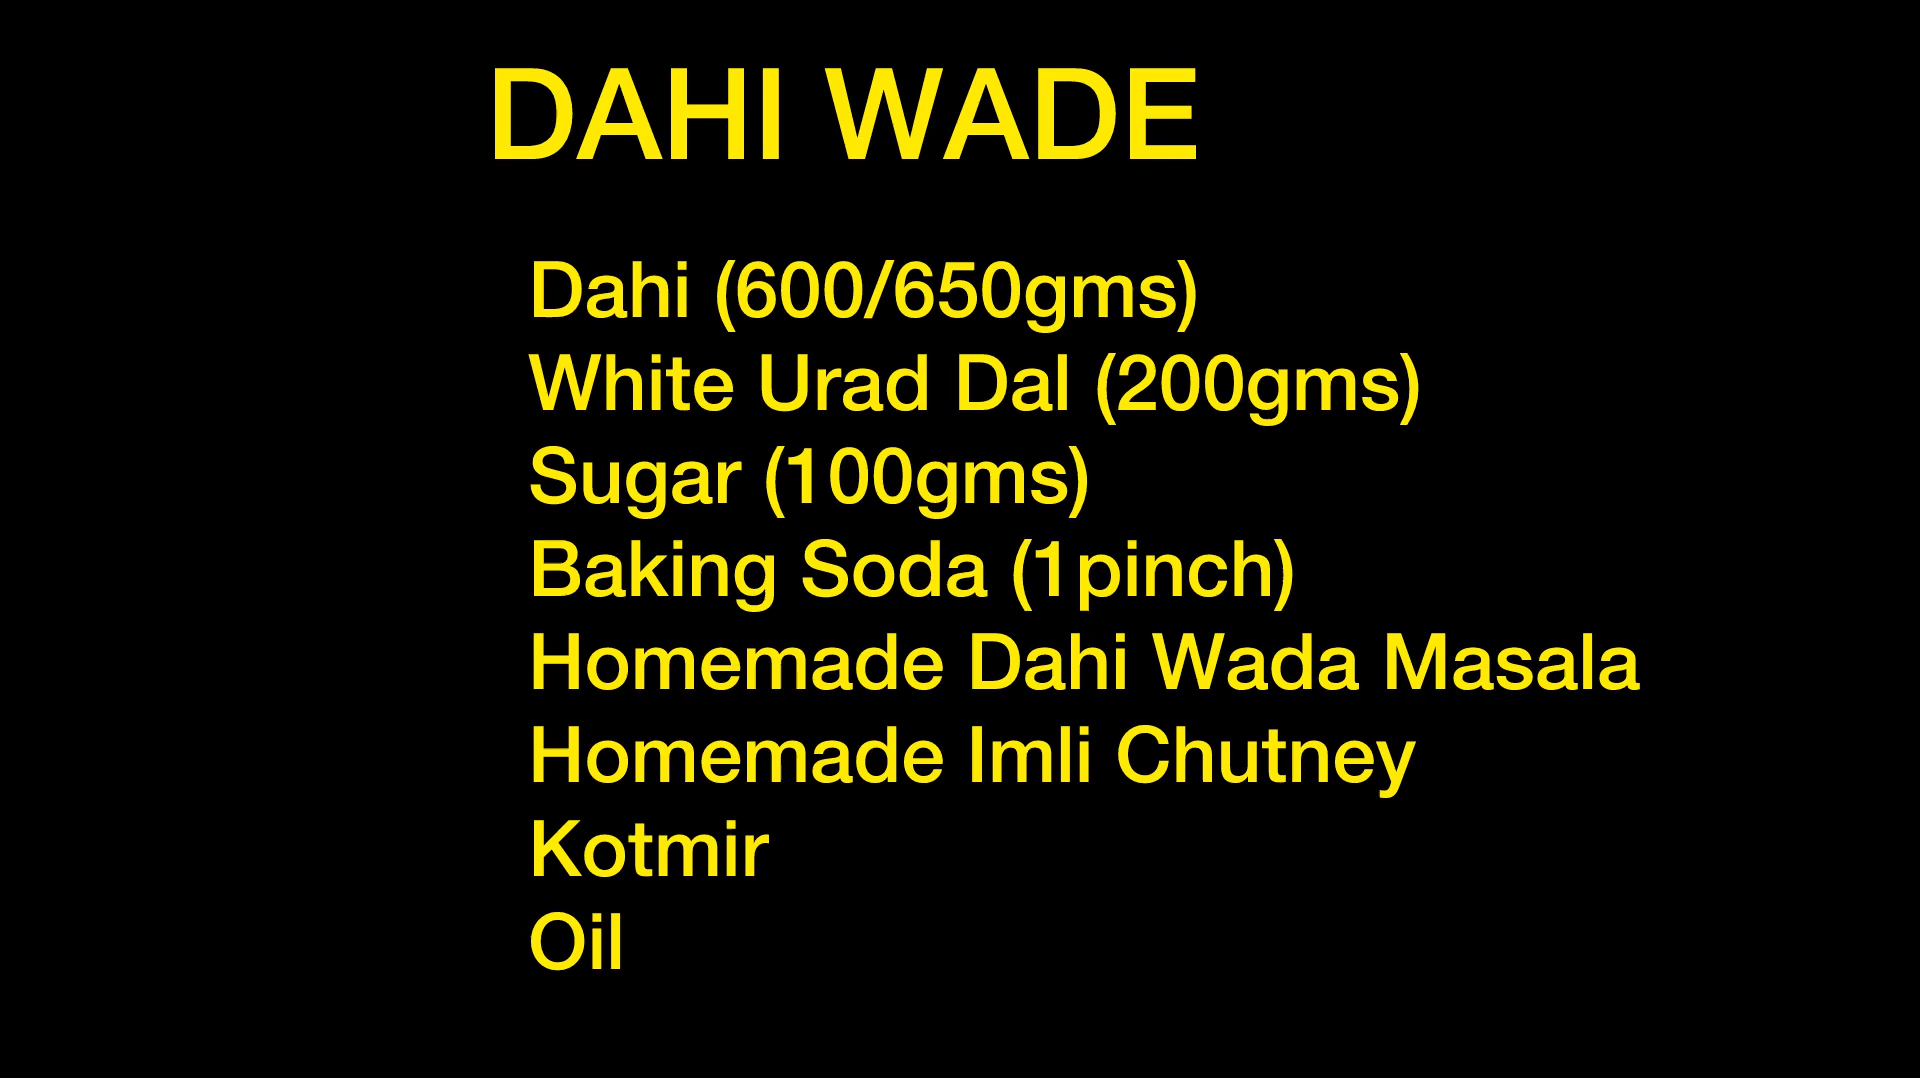 DAHI WADE
Dahi (600/650gms)
White Urad Dal (200gms)
Sugar (100gms)
Baking Soda (1pinch)
Homemade Dahi Wada Masala
Homemade Imli Chutney
Kotmir
Oil